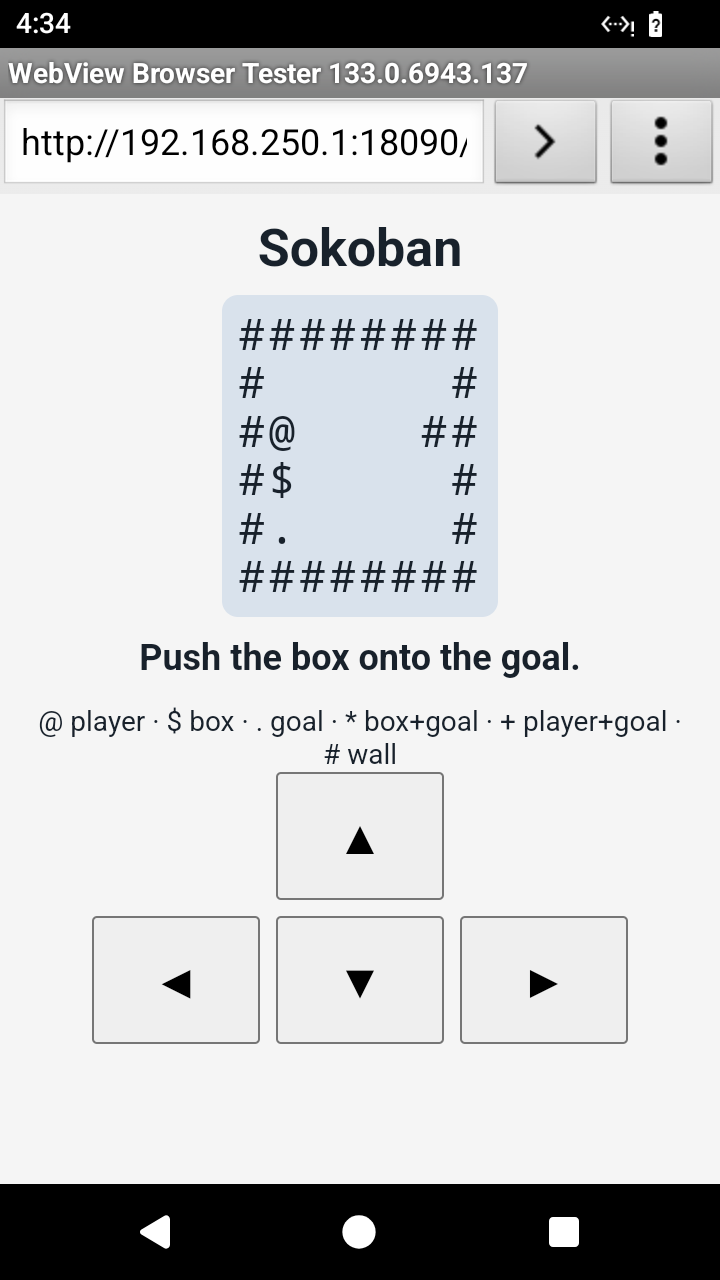 4:34
WebView Browser Tester 133.0.6943.137
http://192.168.250.1:18090/
Sokoban
########
#      #
#@    ##
#$     #
#.     #
########
Push the box onto the goal.
@ player · $ box · . goal · * box+goal · + player+goal ·
# wall
▲
◀ ▼ ▶